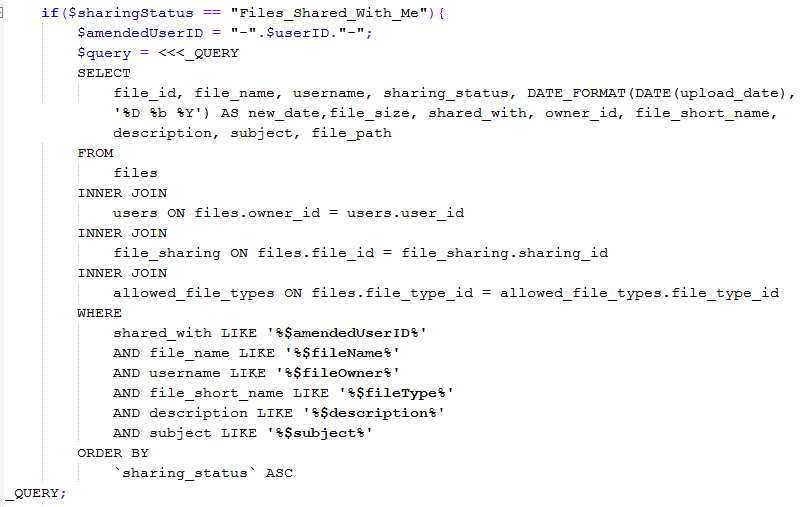 if($sharingStatus == "Files_Shared_With_Me"){
$amendedUserID = "-".$userID."-";
$query = <<<_QUERY
SELECT
file_id, file_name, username, sharing_status, DATE_FORMAT(DATE(upload_date),
'%D %b %Y') AS new_date,file_size, shared_with, owner_id, file_short_name,
description, subject, file_path
FROM
files
INNER JOIN
users ON files.owner_id = users.user_id
INNER JOIN
file_sharing ON files.file_id = file_sharing.sharing_id
INNER JOIN
allowed_file_types ON files.file_type_id = allowed_file_types.file_type_id
WHERE
shared_with LIKE '%$amendedUserID%'
AND file_name LIKE '%$fileName%'
AND username LIKE '%$fileOwner%'
AND file_short_name LIKE '%$fileType%'
AND description LIKE '%$description%'
AND subject LIKE '%$subject%'
ORDER BY
`sharing_status` ASC
_QUERY;